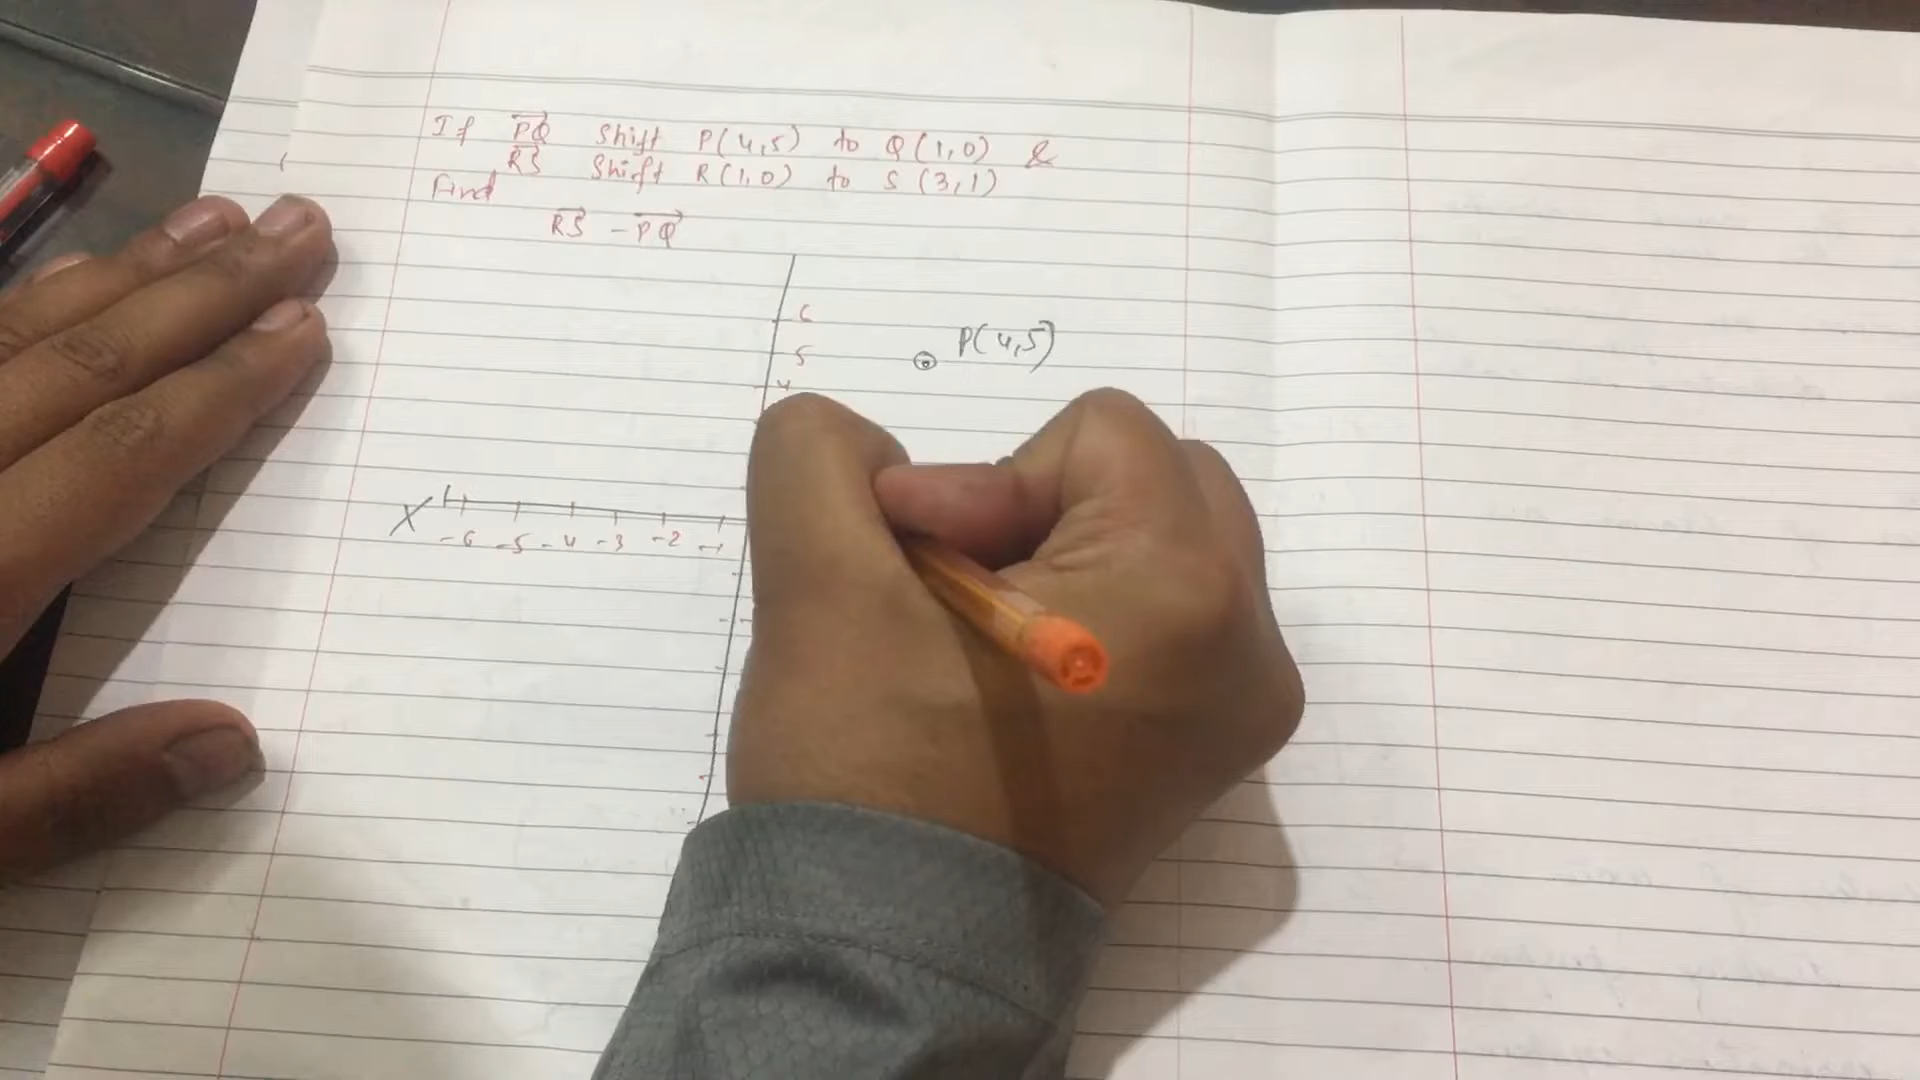 If PQ shift P(4,5) to Q(1,0) &
RS shift R(1,0) to S(3,1)
Find
RS - PQ
6
5
4
P(4,5)
X
-6 -5 -4 -3 -2 -1